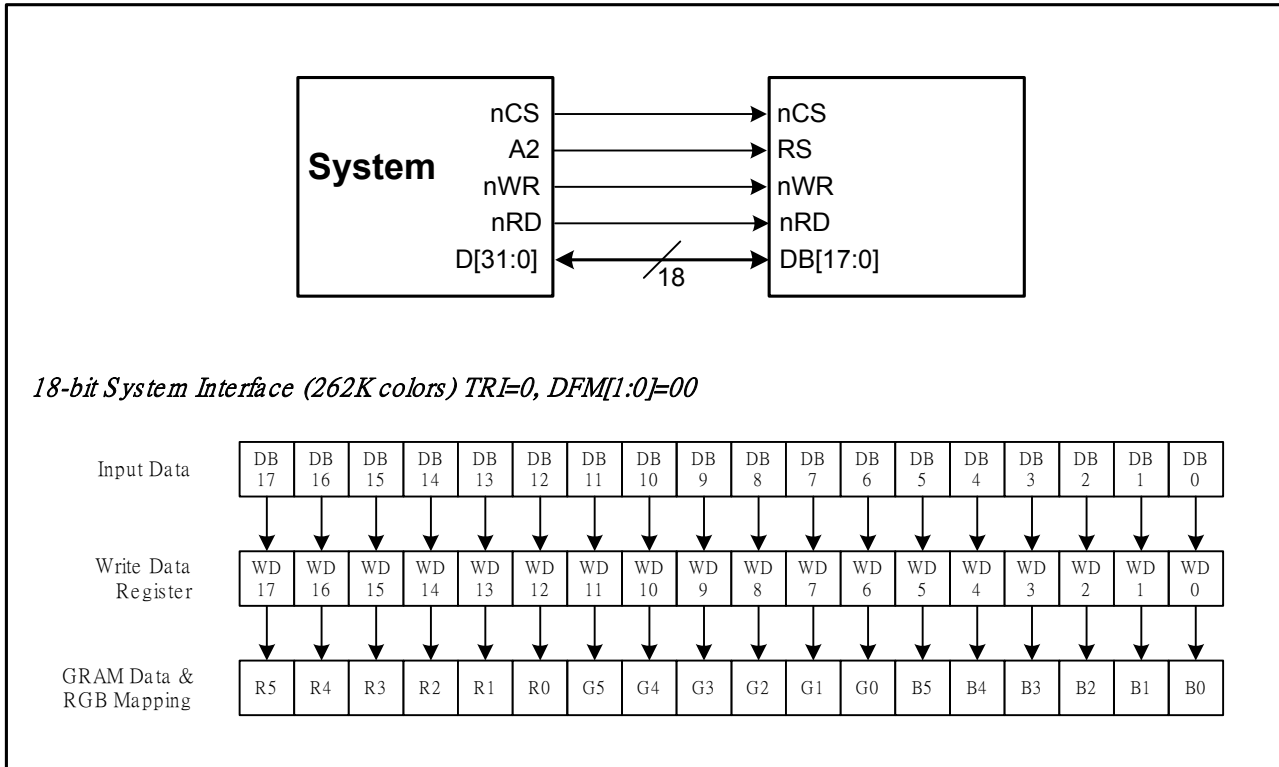 nCS nCS
A2 RS
System
nWR nWR
nRD nRD
D[31:0] DB[17:0]
18
18-bit System Interface (262K colors) TRI=0, DFM[1:0]=00
Input Data
DB DB DB DB DB DB DB DB DB DB DB DB DB DB DB DB DB DB
17 16 15 14 13 12 11 10 9 8 7 6 5 4 3 2 1 0
Write Data
Register
WD WD WD WD WD WD WD WD WD WD WD WD WD WD WD WD WD WD
17 16 15 14 13 12 11 10 9 8 7 6 5 4 3 2 1 0
GRAM Data &
RGB Mapping
R5 R4 R3 R2 R1 R0 G5 G4 G3 G2 G1 G0 B5 B4 B3 B2 B1 B0